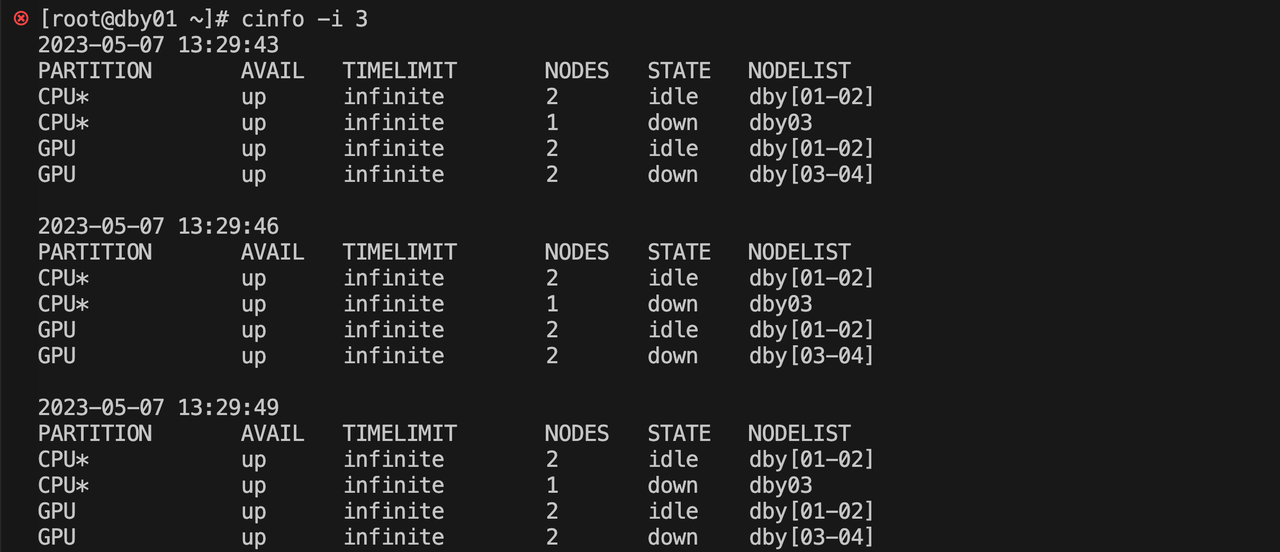 [root@dby01 ~]# cinfo -i 3
2023-05-07 13:29:43
PARTITION       AVAIL   TIMELIMIT       NODES   STATE   NODELIST
CPU*            up      infinite        2       idle    dby[01-02]
CPU*            up      infinite        1       down    dby03
GPU             up      infinite        2       idle    dby[01-02]
GPU             up      infinite        2       down    dby[03-04]

2023-05-07 13:29:46
PARTITION       AVAIL   TIMELIMIT       NODES   STATE   NODELIST
CPU*            up      infinite        2       idle    dby[01-02]
CPU*            up      infinite        1       down    dby03
GPU             up      infinite        2       idle    dby[01-02]
GPU             up      infinite        2       down    dby[03-04]

2023-05-07 13:29:49
PARTITION       AVAIL   TIMELIMIT       NODES   STATE   NODELIST
CPU*            up      infinite        2       idle    dby[01-02]
CPU*            up      infinite        1       down    dby03
GPU             up      infinite        2       idle    dby[01-02]
GPU             up      infinite        2       down    dby[03-04]